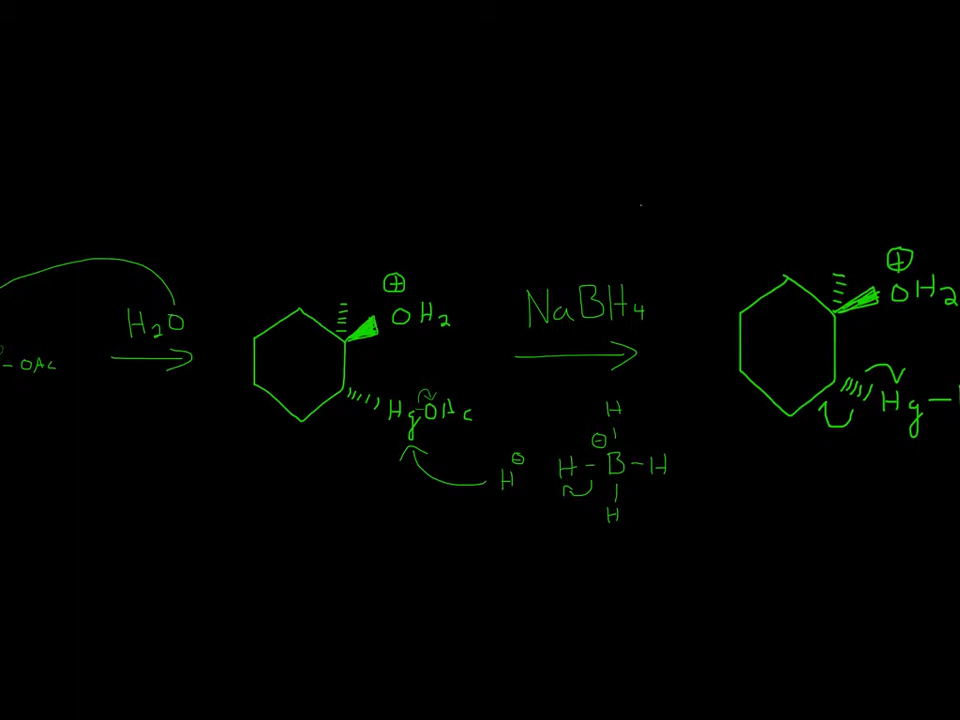 H2O
-OAc
⊕
OH2
Hg-OAc
NaBH4
H⊖
H
⊖
H-B-H
H
⊕
OH2
Hg-